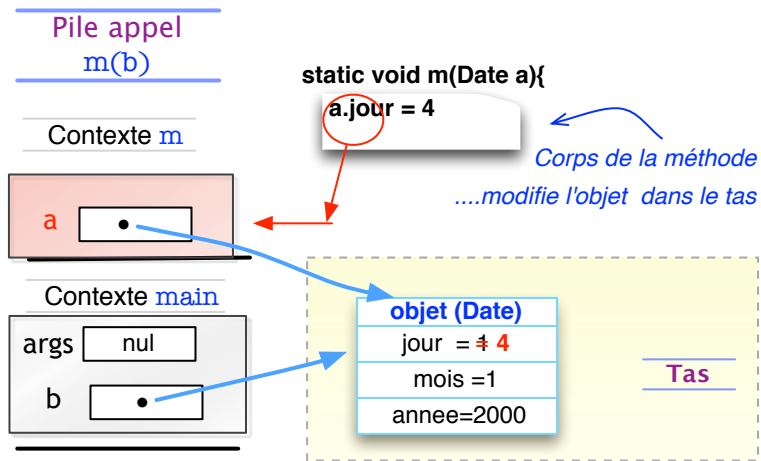 Pile appel
m(b)
static void m(Date a){
a.jour = 4
Contexte m
Corps de la méthode
....modifie l'objet dans le tas
a
Contexte main
args nul
b
objet (Date)
jour = 1 = 4
mois =1
annee=2000
Tas